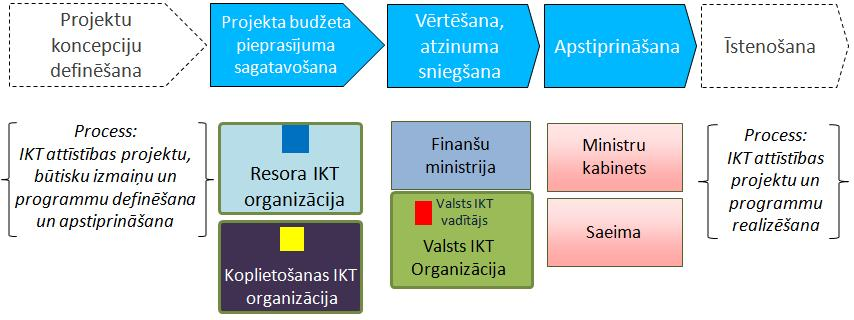 Projektu
koncepciju
definēšana
Projekta budžeta
pieprasījuma
sagatavošana
Vērtēšana,
atzinuma
sniegšana
Apstiprināšana
Īstenošana
Process:
IKT attīstības projektu,
būtisku izmaiņu un
programmu definēšana
un apstiprināšana
Resora IKT
organizācija
Koplietošanas IKT
organizācija
Finanšu
ministrija
Valsts IKT
vadītājs
Valsts IKT
Organizācija
Ministru
kabinets
Saeima
Process:
IKT attīstības
projektu un
programmu
realizēšana